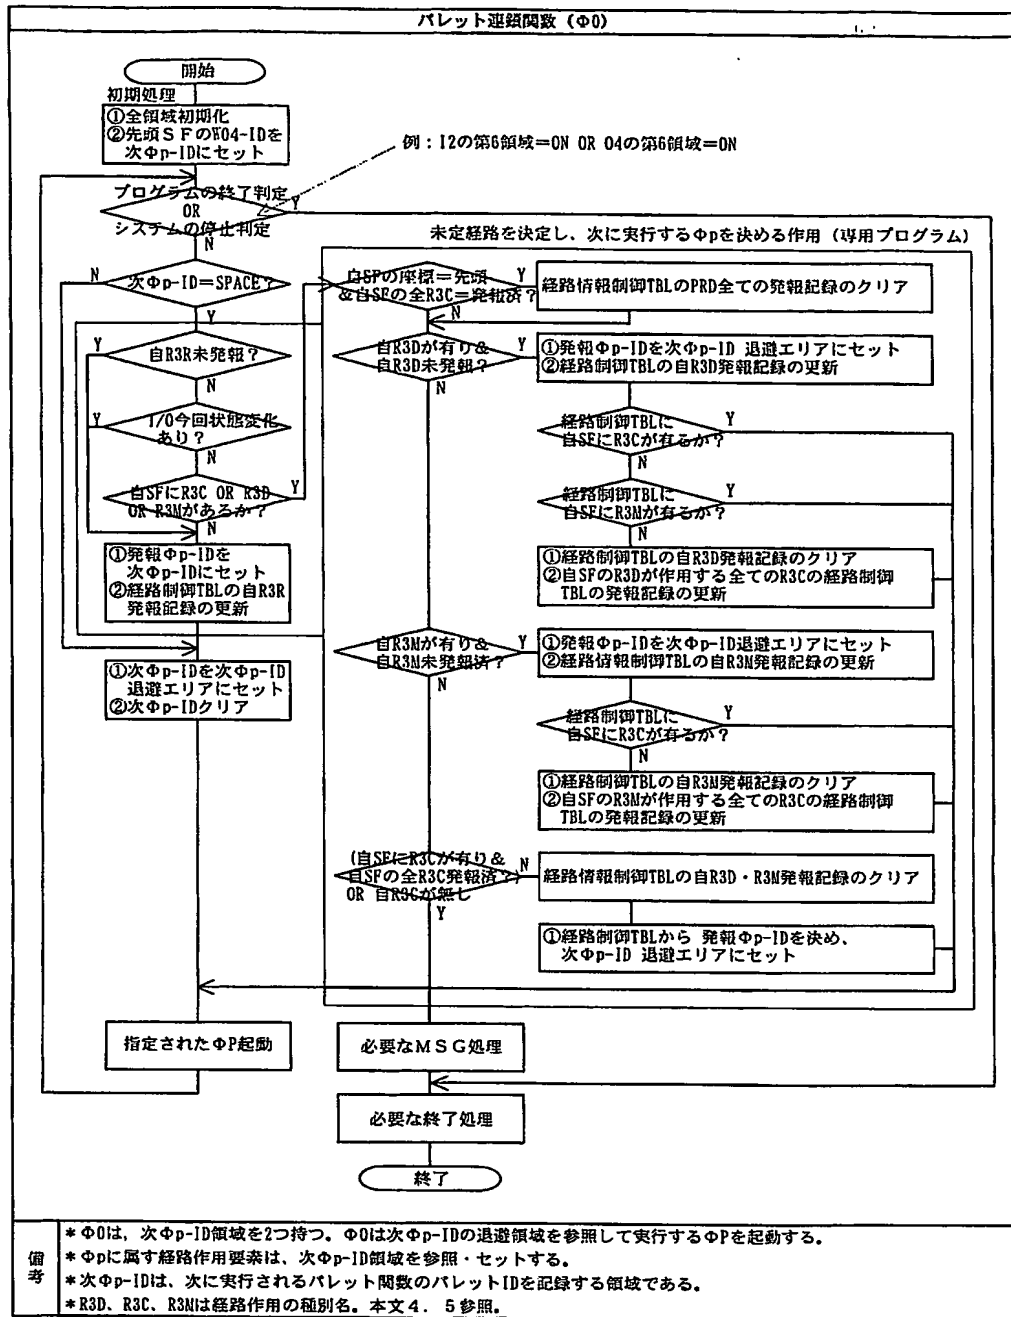 パレット連鎖関数（Φ0）
開始
初期処理
①全領域初期化
②先頭ＳＦのW04-IDを
次Φp-IDにセット
例：I2の第6領域=ON OR O4の第6領域=ON
プログラムの終了判定
OR
システムの停止判定
Y
N
未定経路を決定し、次に実行するΦpを決める作用（専用プログラム）
次Φp-ID=SPACE？
N
Y
自SFの座標=先頭
&自SFの全R3C=発報済？
Y
N
経路情報制御TBLのPRD全ての発報記録のクリア
自R3R未発報？
Y
N
自R3Dが有り&
自R3D未発報？
Y
N
①発報Φp-IDを次Φp-ID 退避エリアにセット
②経路制御TBLの自R3D発報記録の更新
I/O今回状態変化
あり？
Y
N
経路制御TBLに
自SFにR3Cが有るか？
Y
N
自SFにR3C OR R3D
OR R3Mがあるか？
Y
N
経路制御TBLに
自SFにR3Mが有るか？
Y
N
①発報Φp-IDを
次Φp-IDにセット
②経路制御TBLの自R3R
発報記録の更新
①経路制御TBLの自R3D発報記録のクリア
②自SFのR3Dが作用する全てのR3Cの経路制御
TBLの発報記録の更新
自R3Mが有り&
自R3M未発報済？
Y
N
①発報Φp-IDを次Φp-ID退避エリアにセット
②経路情報制御TBLの自R3M発報記録の更新
①次Φp-IDを次Φp-ID
退避エリアにセット
②次Φp-IDクリア
経路制御TBLに
自SFにR3Cが有るか？
Y
N
①経路制御TBLの自R3M発報記録のクリア
②自SFのR3Mが作用する全てのR3Cの経路制御
TBLの発報記録の更新
(自SFにR3Cが有り&
自SFの全R3C発報済？)
OR 自R3Cが無し
N
Y
経路情報制御TBLの自R3D・R3M発報記録のクリア
①経路制御TBLから 発報Φp-IDを決め、
次Φp-ID 退避エリアにセット
指定されたΦP起動
必要なＭＳＧ処理
必要な終了処理
終了
備考
＊Φ0は，次Φp-ID領域を2つ持つ。Φ0は次Φp-IDの退避領域を参照して実行するΦPを起動する。
＊Φpに属す経路作用要素は、次Φp-ID領域を参照・セットする。
＊次Φp-IDは、次に実行されるパレット関数のパレットIDを記録する領域である。
＊R3D、R3C、R3Mは経路作用の種別名。本文４．５参照。